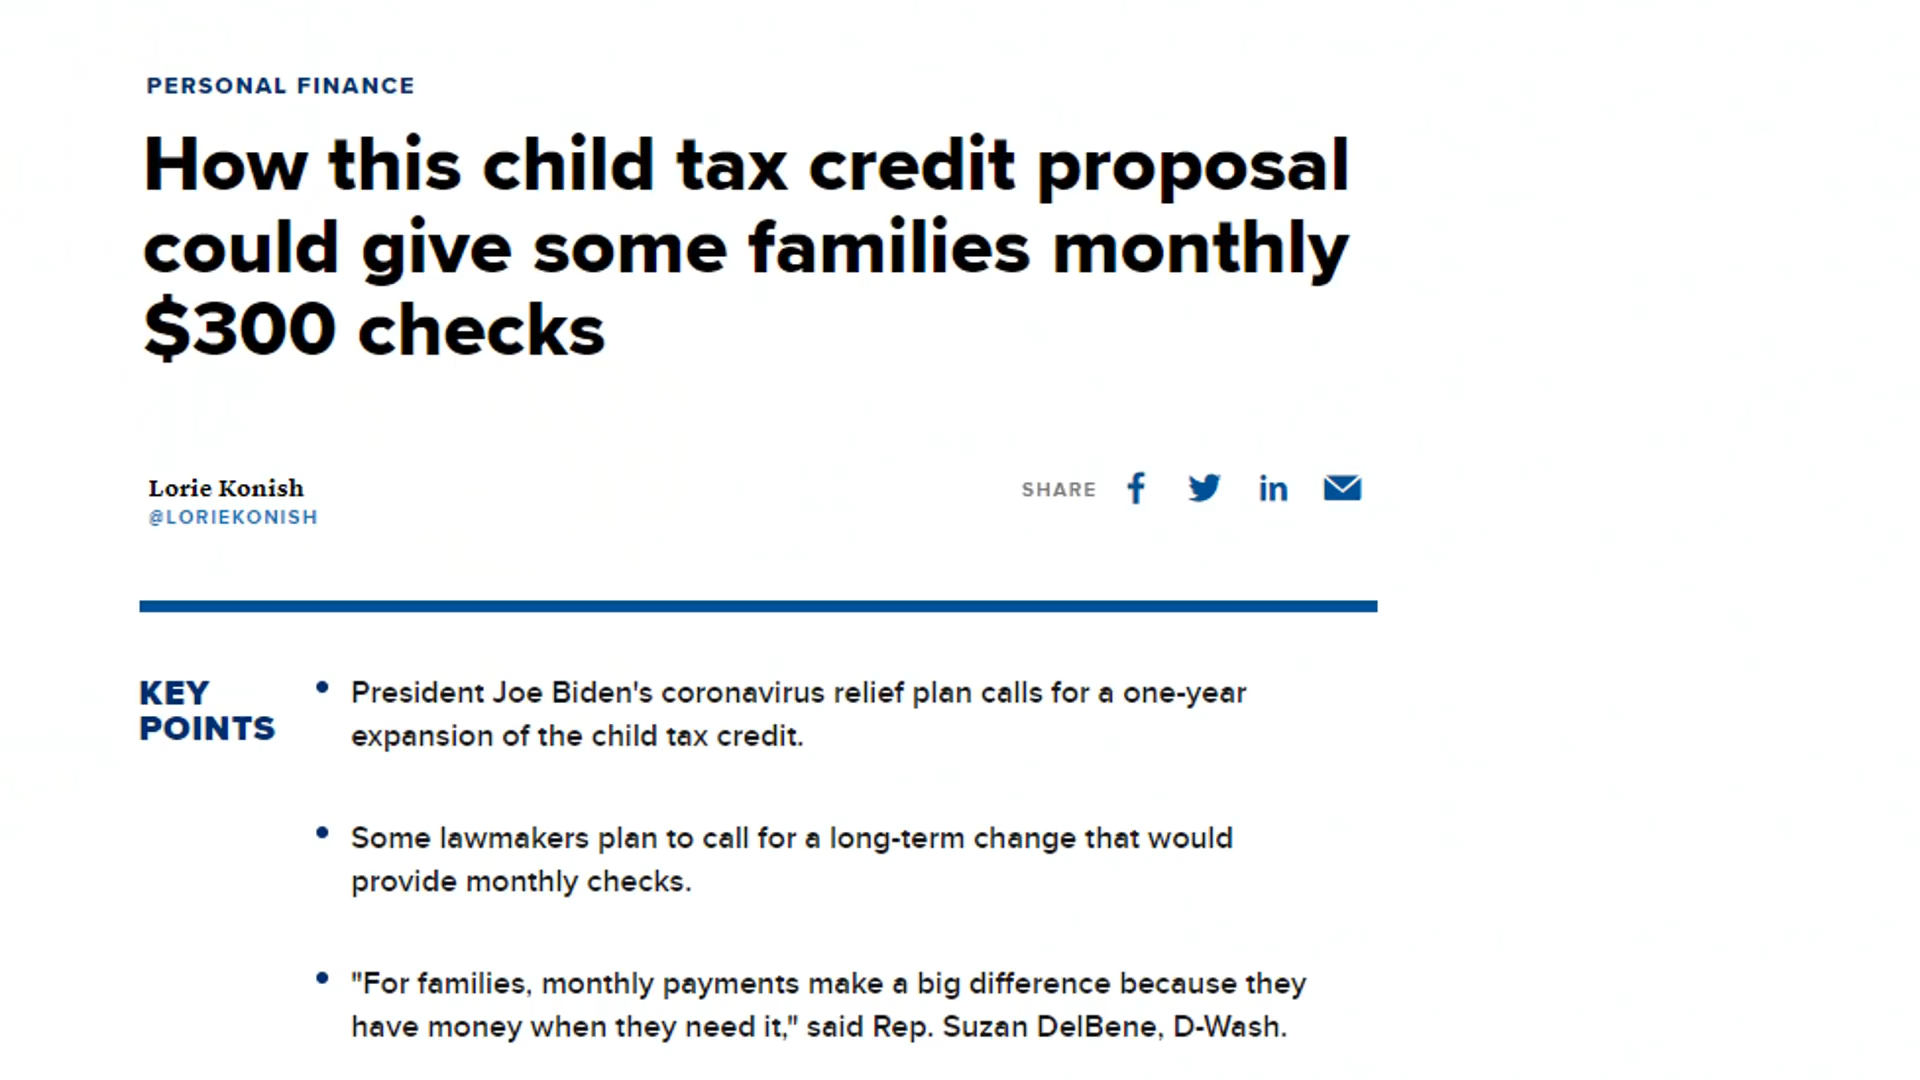 PERSONAL FINANCE
How this child tax credit proposal
could give some families monthly
$300 checks
Lorie Konish
@LORIEKONISH
SHARE
KEY
POINTS
President Joe Biden's coronavirus relief plan calls for a one-year
expansion of the child tax credit.
Some lawmakers plan to call for a long-term change that would
provide monthly checks.
"For families, monthly payments make a big difference because they
have money when they need it," said Rep. Suzan DelBene, D-Wash.